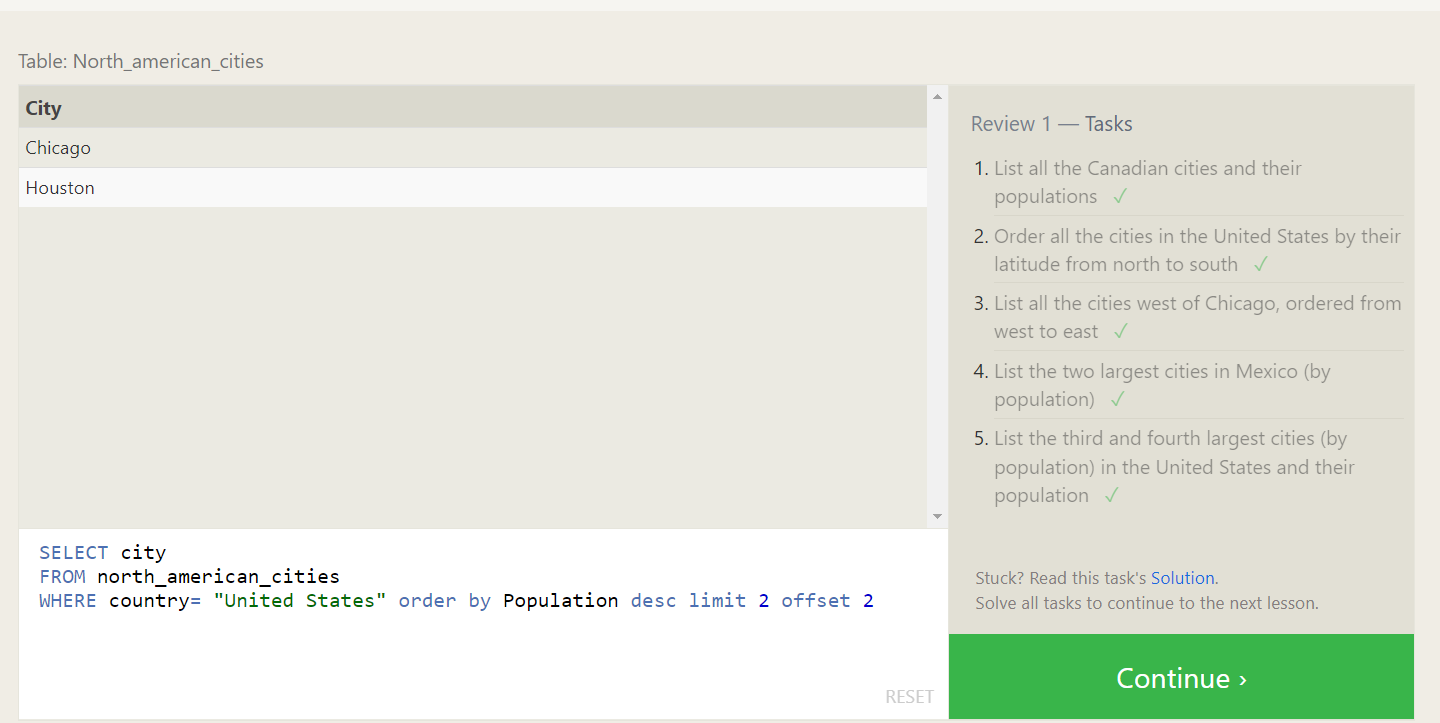 Table: North_american_cities
City
Chicago
Houston
SELECT city
FROM north_american_cities
WHERE country= "United States" order by Population desc limit 2 offset 2
RESET
Review 1 — Tasks
1. List all the Canadian cities and their
populations ✓
2. Order all the cities in the United States by their
latitude from north to south ✓
3. List all the cities west of Chicago, ordered from
west to east ✓
4. List the two largest cities in Mexico (by
population) ✓
5. List the third and fourth largest cities (by
population) in the United States and their
population ✓
Stuck? Read this task's Solution.
Solve all tasks to continue to the next lesson.
Continue ›